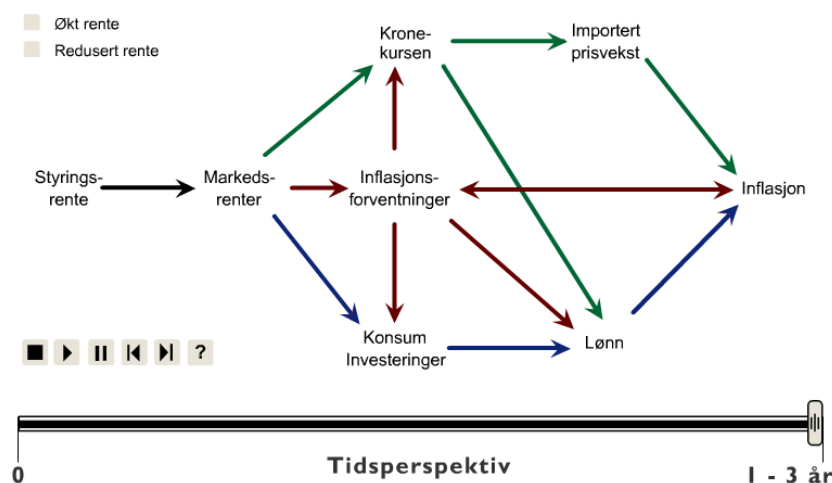 Økt rente
Redusert rente
Krone-
kursen
Importert
prisvekst
Styrings-
rente
Markeds-
renter
Inflasjons-
forventninger
Inflasjon
Konsum
Investeringer
Lønn
?
0
Tidsperspektiv
1 - 3 år